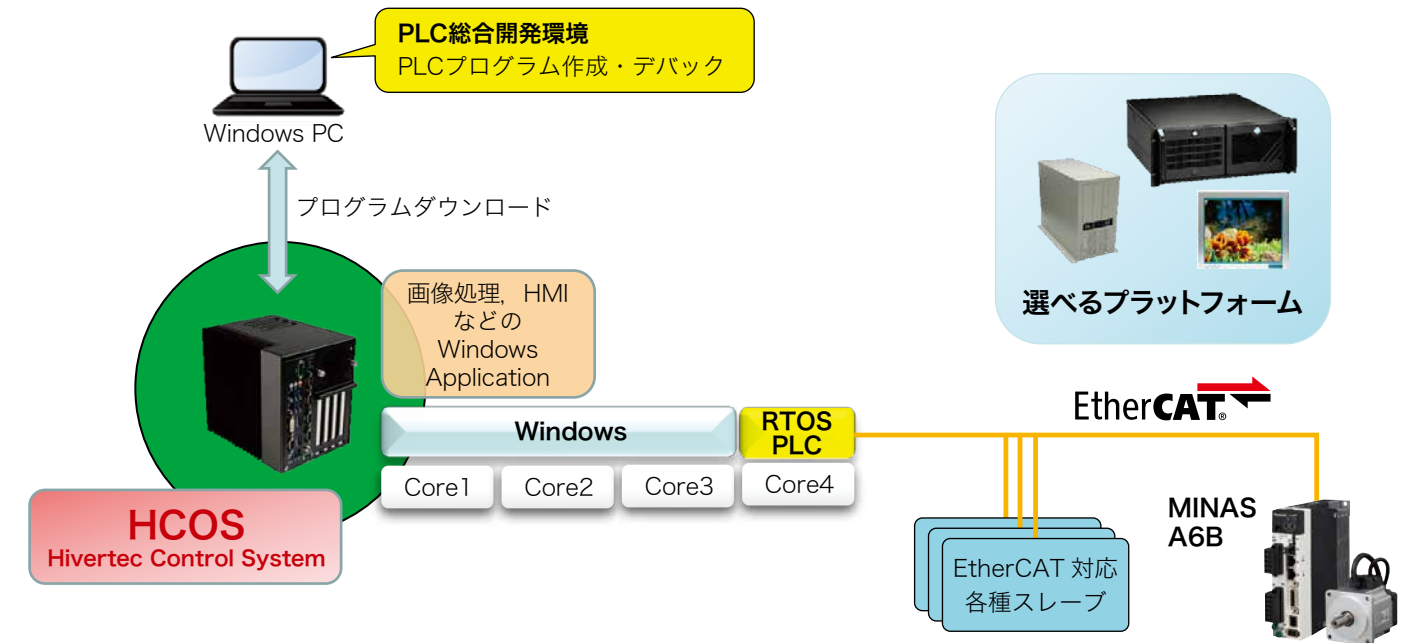 PLC総合開発環境
PLCプログラム作成・デバック
Windows PC
プログラムダウンロード
画像処理，HMI
などの
Windows
Application
選べるプラットフォーム
EtherCAT®
Windows
RTOS
PLC
Core1
Core2
Core3
Core4
HCOS
Hivertec Control System
MINAS
A6B
EtherCAT 対応
各種スレーブ